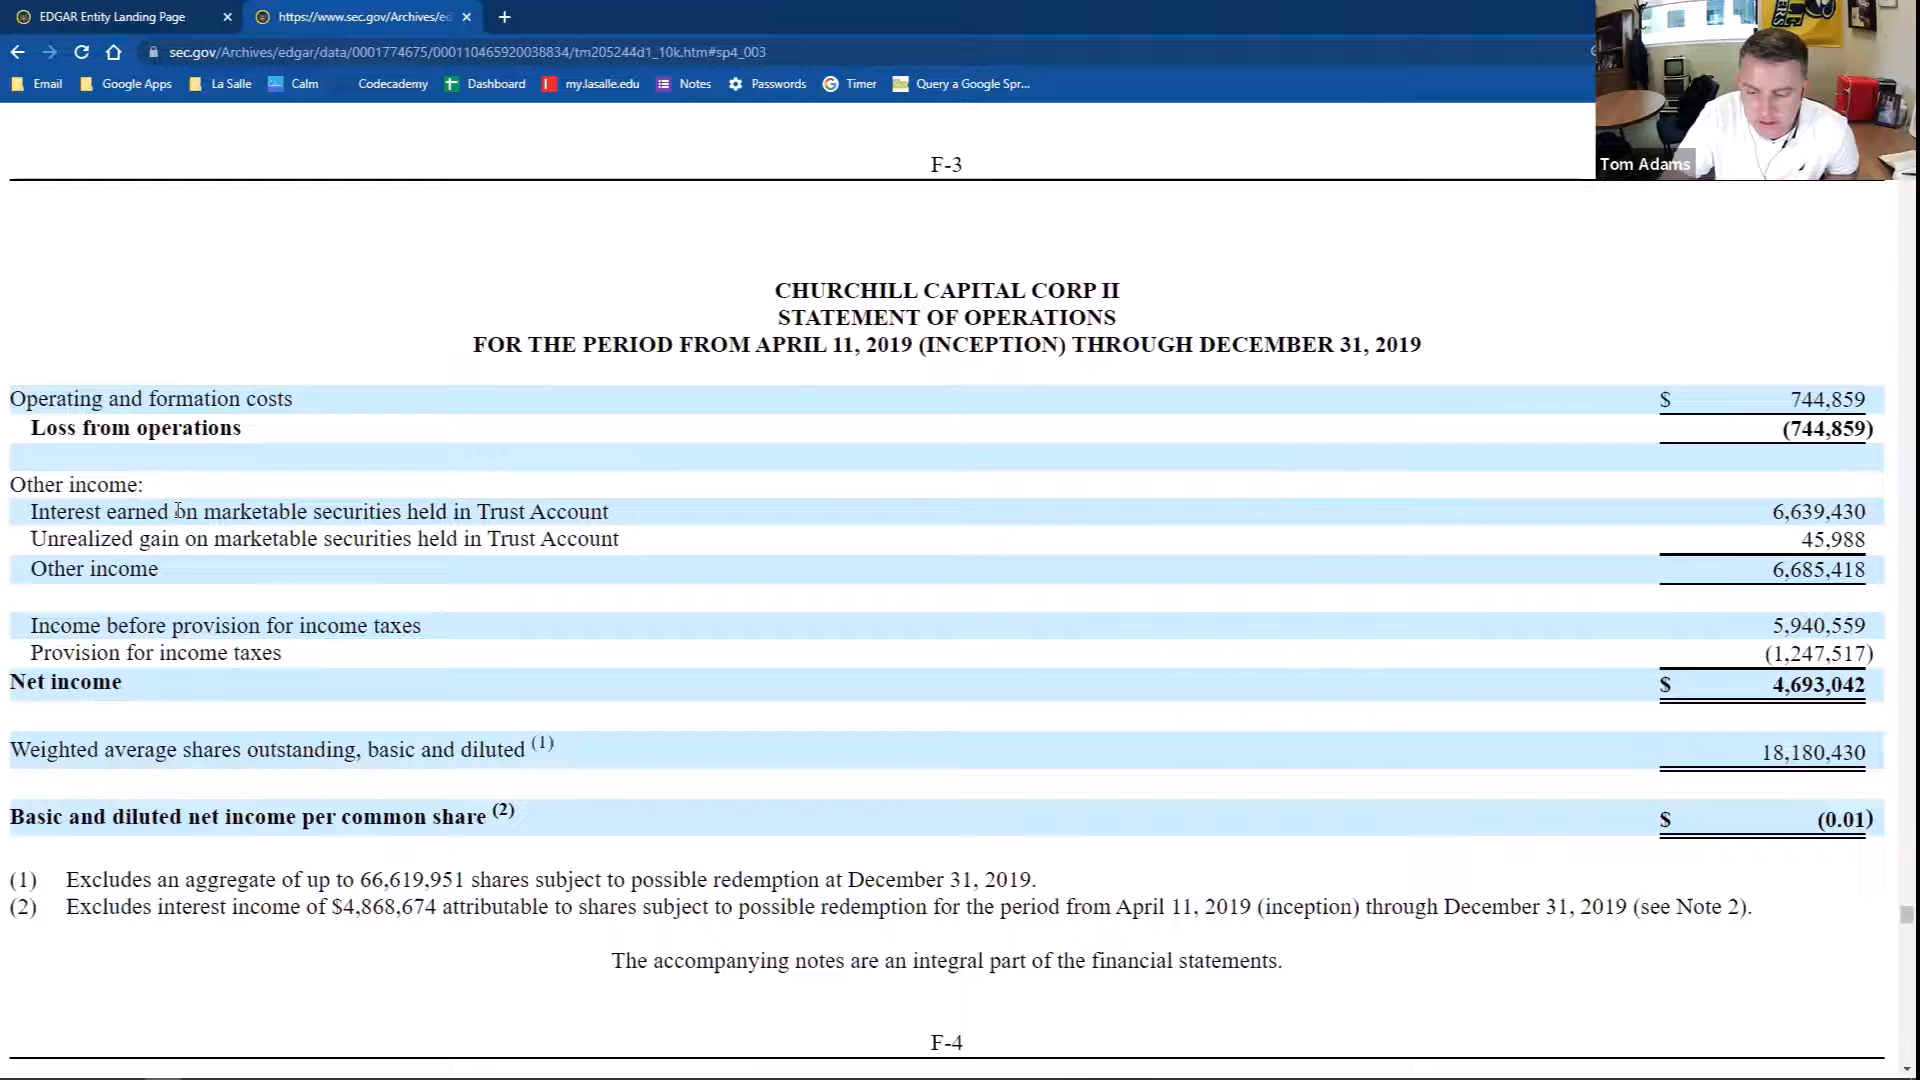 EDGAR Entity Landing Page
https://www.sec.gov/Archives/ed
sec.gov/Archives/edgar/data/0001774675/000110465920038834/tm205244d1_10k.htm#sp4_003
Email Google Apps La Salle Calm Codecademy Dashboard my.lasalle.edu Notes Passwords Timer Query a Google Spr...
Tom Adams
F-3
CHURCHILL CAPITAL CORP II
STATEMENT OF OPERATIONS
FOR THE PERIOD FROM APRIL 11, 2019 (INCEPTION) THROUGH DECEMBER 31, 2019
Operating and formation costs $ 744,859
Loss from operations (744,859)
Other income:
Interest earned on marketable securities held in Trust Account 6,639,430
Unrealized gain on marketable securities held in Trust Account 45,988
Other income 6,685,418
Income before provision for income taxes 5,940,559
Provision for income taxes (1,247,517)
Net income $ 4,693,042
Weighted average shares outstanding, basic and diluted (1) 18,180,430
Basic and diluted net income per common share (2) $ (0.01)
(1) Excludes an aggregate of up to 66,619,951 shares subject to possible redemption at December 31, 2019.
(2) Excludes interest income of $4,868,674 attributable to shares subject to possible redemption for the period from April 11, 2019 (inception) through December 31, 2019 (see Note 2).
The accompanying notes are an integral part of the financial statements.
F-4